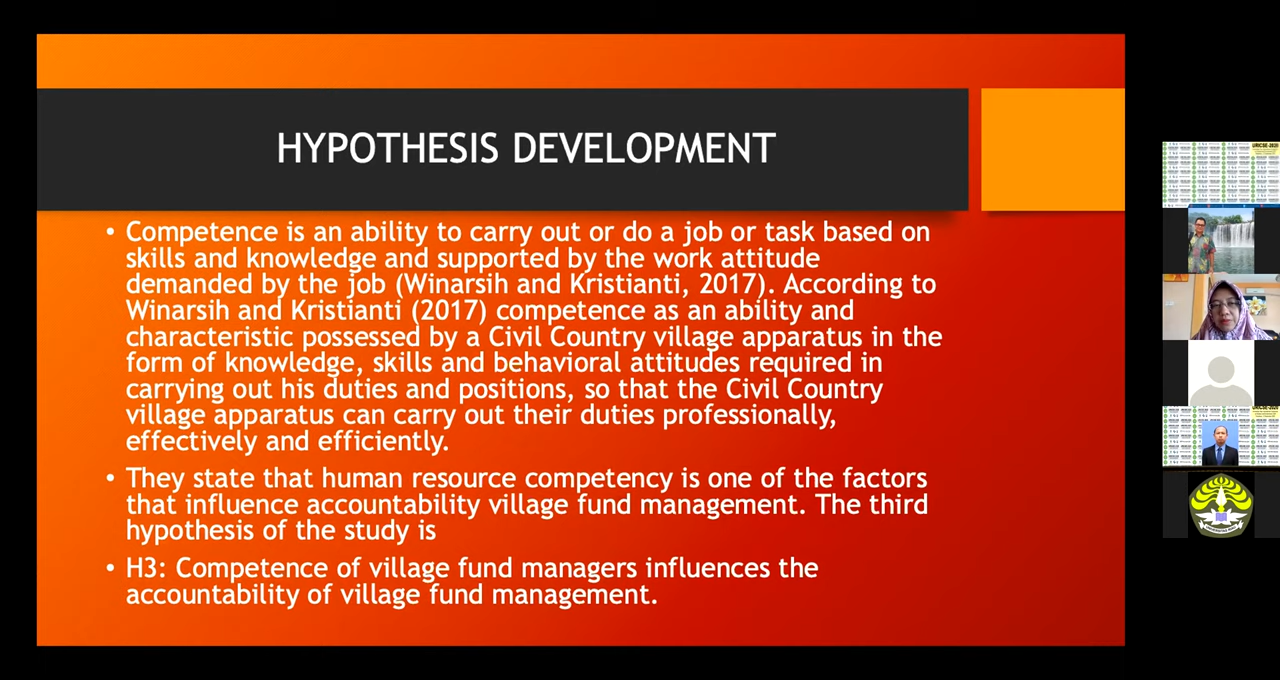 HYPOTHESIS DEVELOPMENT
• Competence is an ability to carry out or do a job or task based on
skills and knowledge and supported by the work attitude
demanded by the job (Winarsih and Kristianti, 2017). According to
Winarsih and Kristianti (2017) competence as an ability and
characteristic possessed by a Civil Country village apparatus in the
form of knowledge, skills and behavioral attitudes required in
carrying out his duties and positions, so that the Civil Country
village apparatus can carry out their duties professionally,
effectively and efficiently.
• They state that human resource competency is one of the factors
that influence accountability village fund management. The third
hypothesis of the study is
• H3: Competence of village fund managers influences the
accountability of village fund management.
URICSE-2020